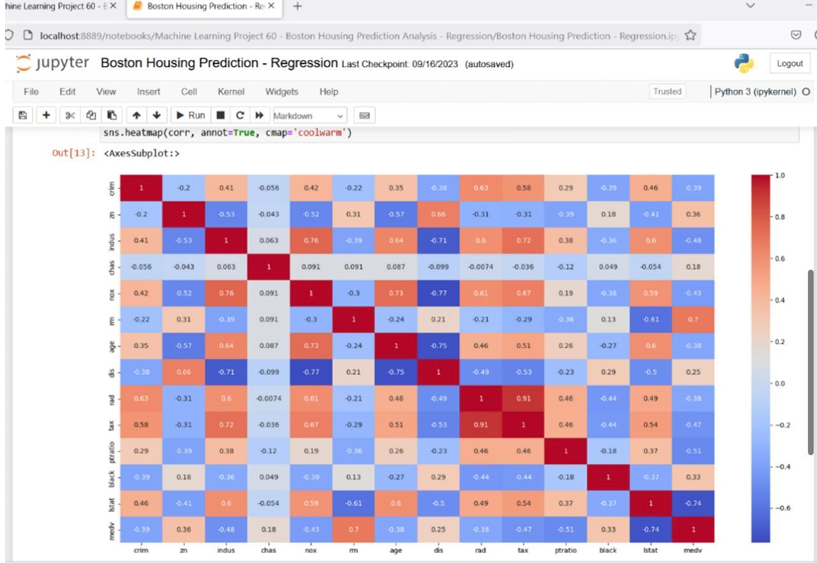 hine Learning Project 60 - B
Boston Housing Prediction - Re
localhost:8889/notebooks/Machine Learning Project 60 - Boston Housing Prediction Analysis - Regression/Boston Housing Prediction - Regression.ip
jupyter Boston Housing Prediction - Regression Last Checkpoint: 09/16/2023 (autosaved)
Logout
File Edit View Insert Cell Kernel Widgets Help
Trusted Python 3 (ipykernel)
Run Markdown
sns.heatmap(corr, annot=True, cmap='coolwarm')
Out[13]: <AxesSubplot:>
crim 1 -0.2 0.41 -0.056 0.42 -0.22 0.35 -0.38 0.63 0.58 0.29 -0.39 0.46 -0.39
zn -0.2 1 -0.53 -0.043 -0.52 0.31 -0.57 0.66 -0.31 -0.31 -0.39 0.18 -0.41 0.36
indus 0.41 -0.53 1 0.063 0.76 -0.39 0.64 -0.71 0.6 0.72 0.38 -0.36 0.6 -0.48
chas -0.056 -0.043 0.063 1 0.091 0.091 0.087 -0.099 -0.0074 -0.036 -0.12 0.049 -0.054 0.18
nox 0.42 -0.52 0.76 0.091 1 -0.3 0.73 -0.77 0.61 0.67 0.19 -0.38 0.59 -0.43
rm -0.22 0.31 -0.39 0.091 -0.3 1 -0.24 0.21 -0.21 -0.29 -0.36 0.13 -0.61 0.7
age 0.35 -0.57 0.64 0.087 0.73 -0.24 1 -0.75 0.46 0.51 0.26 -0.27 0.6 -0.38
dis -0.38 0.66 -0.71 -0.099 -0.77 0.21 -0.75 1 -0.49 -0.53 -0.23 0.29 -0.5 0.25
rad 0.63 -0.31 0.6 -0.0074 0.61 -0.21 0.46 -0.49 1 0.91 0.46 -0.44 0.49 -0.38
tax 0.58 -0.31 0.72 -0.036 0.67 -0.29 0.51 -0.53 0.91 1 0.46 -0.44 0.54 -0.47
ptratio 0.29 -0.39 0.38 -0.12 0.19 -0.36 0.26 -0.23 0.46 0.46 1 -0.18 0.37 -0.51
black -0.39 0.18 -0.36 0.049 -0.38 0.13 -0.27 0.29 -0.44 -0.44 -0.18 1 -0.37 0.33
lstat 0.46 -0.41 0.6 -0.054 0.59 -0.61 0.6 -0.5 0.49 0.54 0.37 -0.37 1 -0.74
medv -0.39 0.36 -0.48 0.18 -0.43 0.7 -0.38 0.25 -0.38 -0.47 -0.51 0.33 -0.74 1
crim zn indus chas nox rm age dis rad tax ptratio black lstat medv
1.0
0.8
0.6
0.4
0.2
0.0
-0.2
-0.4
-0.6